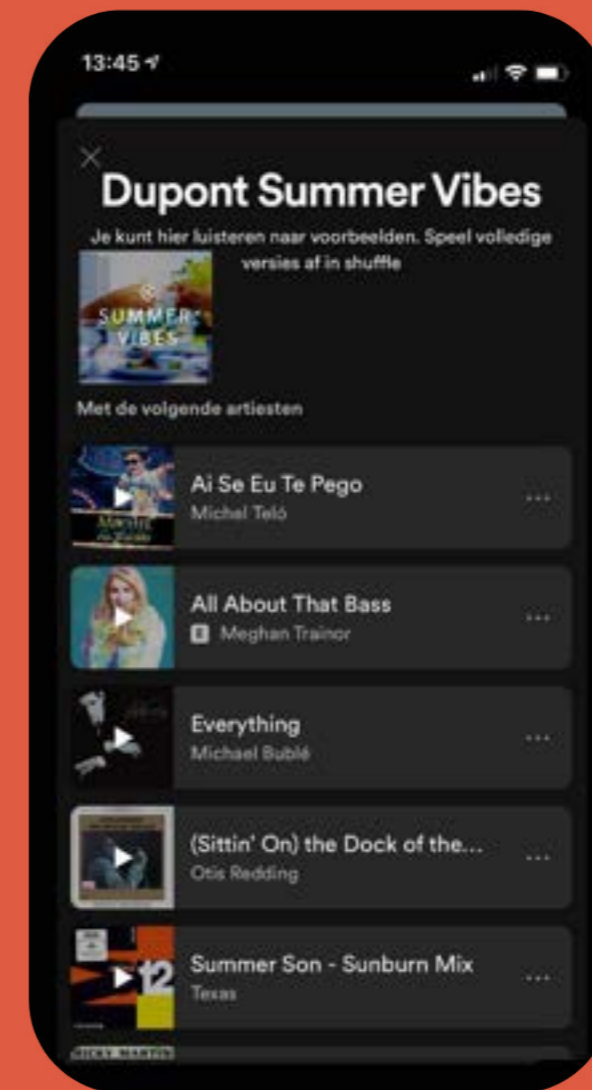 13:45
Dupont Summer Vibes
Je kunt hier luisteren naar voorbeelden. Speel volledige
versies af in shuffle
SUMMER
VIBES
Met de volgende artiesten
Ai Se Eu Te Pego
Michel Teló
All About That Bass
E Meghan Trainor
Everything
Michael Bublé
(Sittin' On) the Dock of the...
Otis Redding
12
Summer Son - Sunburn Mix
Texas